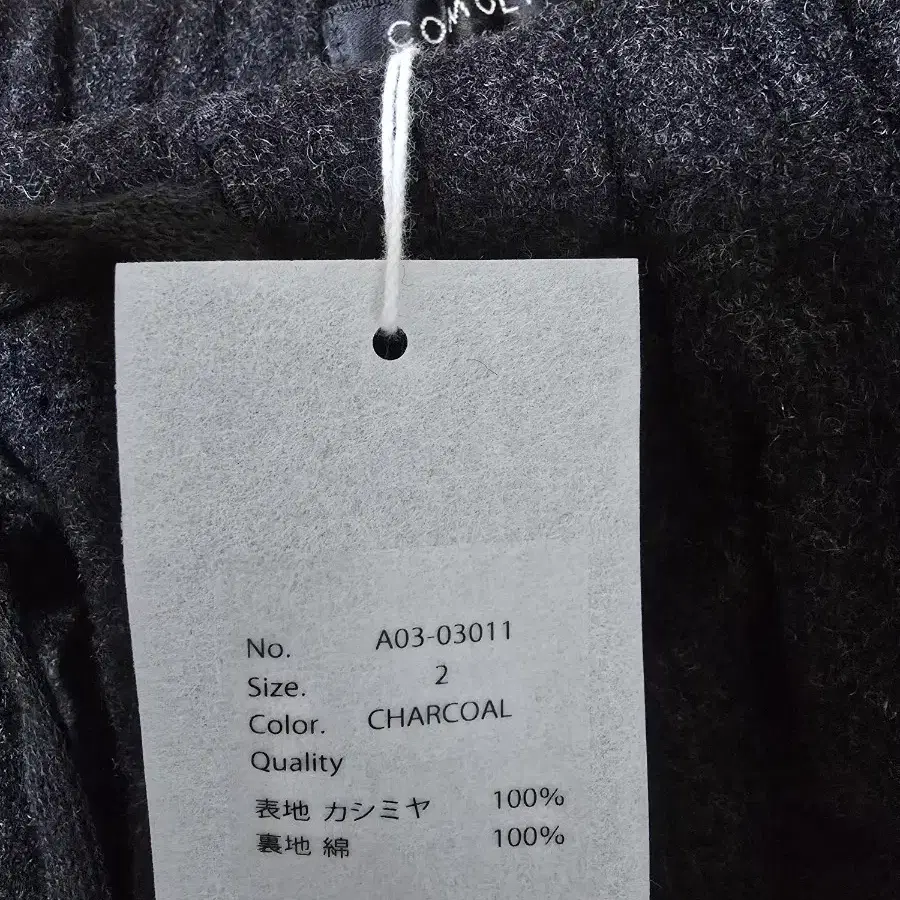 No. A03-03011
Size. 2
Color. CHARCOAL
Quality
表地 カシミヤ 100%
裏地 綿 100%